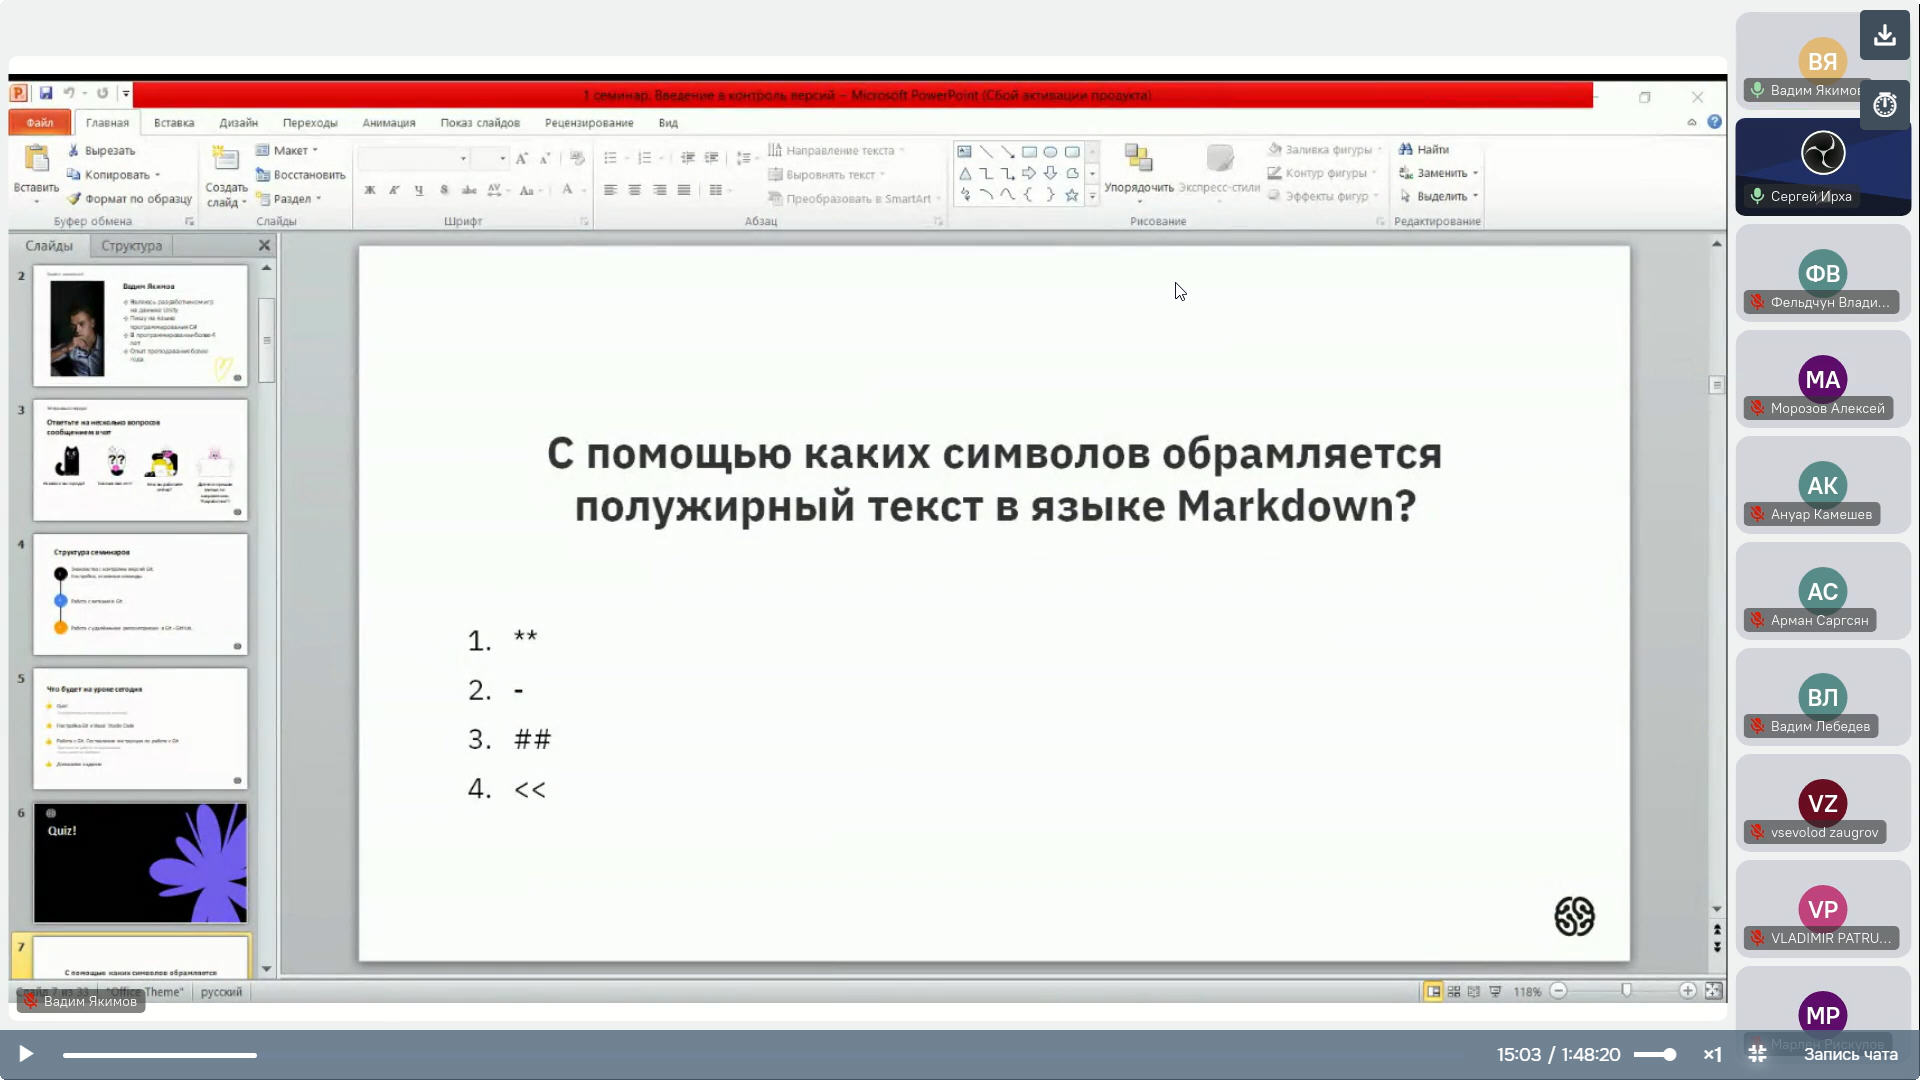 1 семинар. Введение в контроль версий – Microsoft PowerPoint (Сбой активации продукта)
Файл
Главная
Вставка
Дизайн
Переходы
Анимация
Показ слайдов
Рецензирование
Вид
Вставить
Вырезать
Копировать
Формат по образцу
Буфер обмена
Создать
слайд
Макет
Восстановить
Раздел
Слайды
Шрифт
Направление текста
Выровнять текст
Преобразовать в SmartArt
Абзац
Упорядочить
Экспресс-стили
Заливка фигуры
Контур фигуры
Эффекты фигур
Рисование
Найти
Заменить
Выделить
Редактирование
Слайды
Структура
2
Вадим Якимов
3
Ответьте на несколько вопросов
сообщением в чат
4
Структура семинаров
5
Что будет на уроке сегодня
6
Quiz!
7
С помощью каких символов обрамляется
С помощью каких символов обрамляется
полужирный текст в языке Markdown?
1. **
2. -
3. ##
4. <<
Слайд 7 из 33
"Office Theme"
русский
118%
Вадим Якимов
ВЯ
Вадим Якимов
Сергей Ирха
ФВ
Фельдчун Влади...
МА
Морозов Алексей
АК
Ануар Камешев
АС
Арман Саргсян
ВЛ
Вадим Лебедев
VZ
vsevolod zaugrov
VP
VLADIMIR PATRU...
МР
Марлен Рискулов
15:03 / 1:48:20
×1
Запись чата